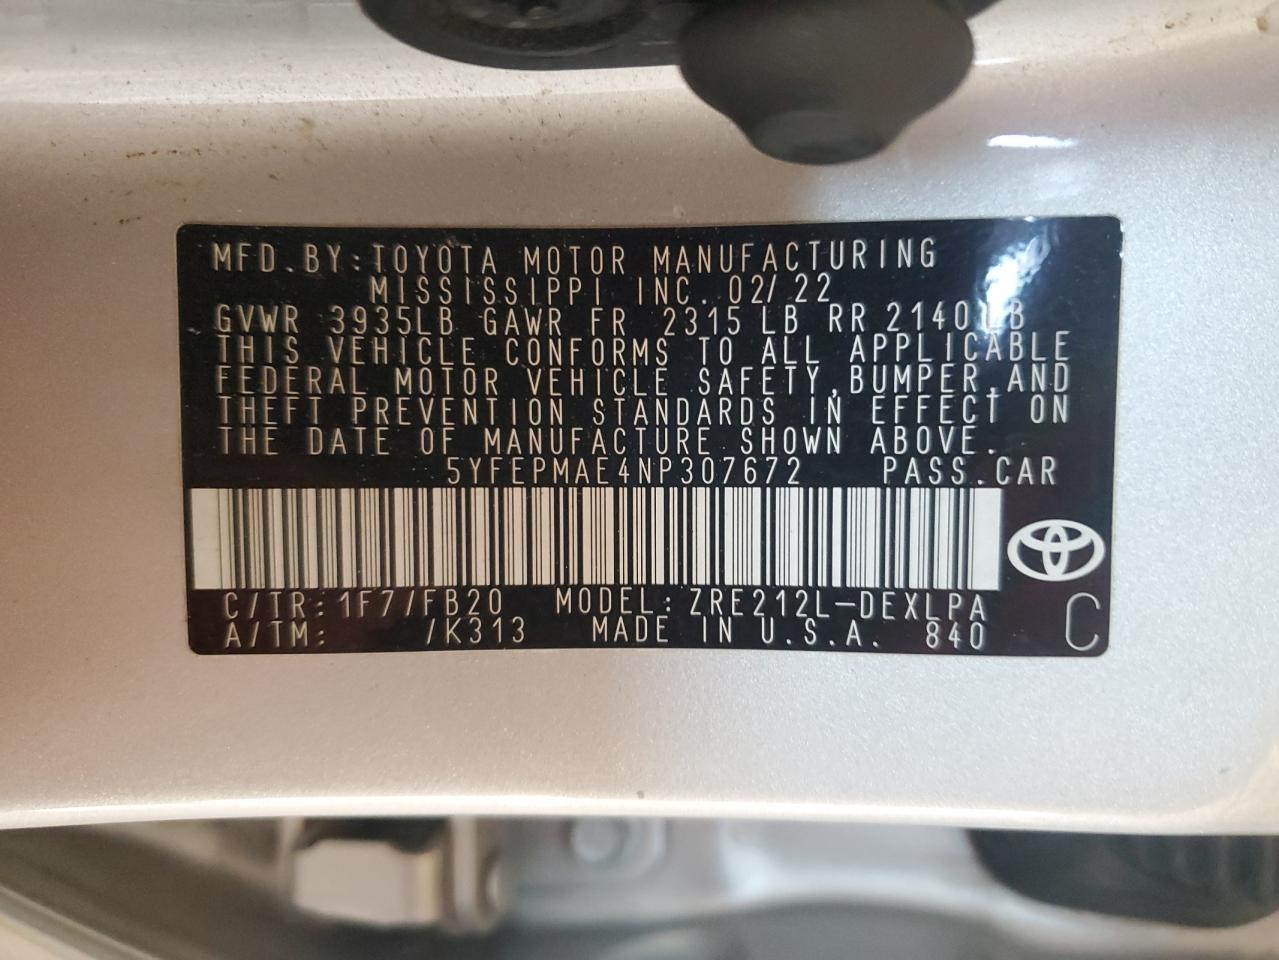 MFD.BY:TOYOTA MOTOR MANUFACTURING
MISSISSIPPI INC. 02/22
GVWR 3935LB GAWR FR 2315LB RR 2140LB
THIS VEHICLE CONFORMS TO ALL APPLICABLE
FEDERAL MOTOR VEHICLE SAFETY,BUMPER,AND
THEFT PREVENTION STANDARDS IN EFFECT ON
THE DATE OF MANUFACTURE SHOWN ABOVE.
5YFEPMAE4NP307672 PASS.CAR
C/TR:1F7/FB20 MODEL:ZRE212L-DEXLPA
A/TM: /K313 MADE IN U.S.A. 840
C